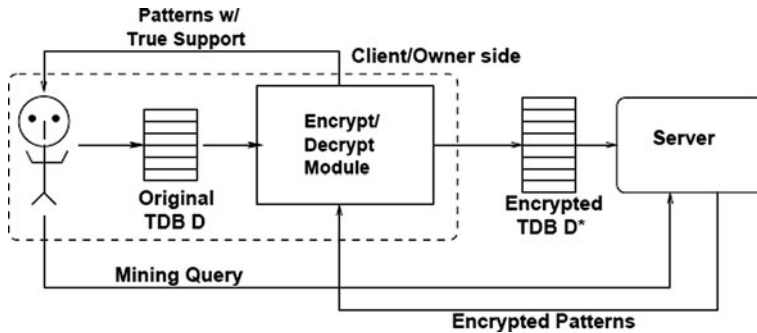 Patterns w/
True Support
Client/Owner side
Encrypt/
Decrypt
Module
Server
Original
TDB D
Encrypted
TDB D*
Mining Query
Encrypted Patterns